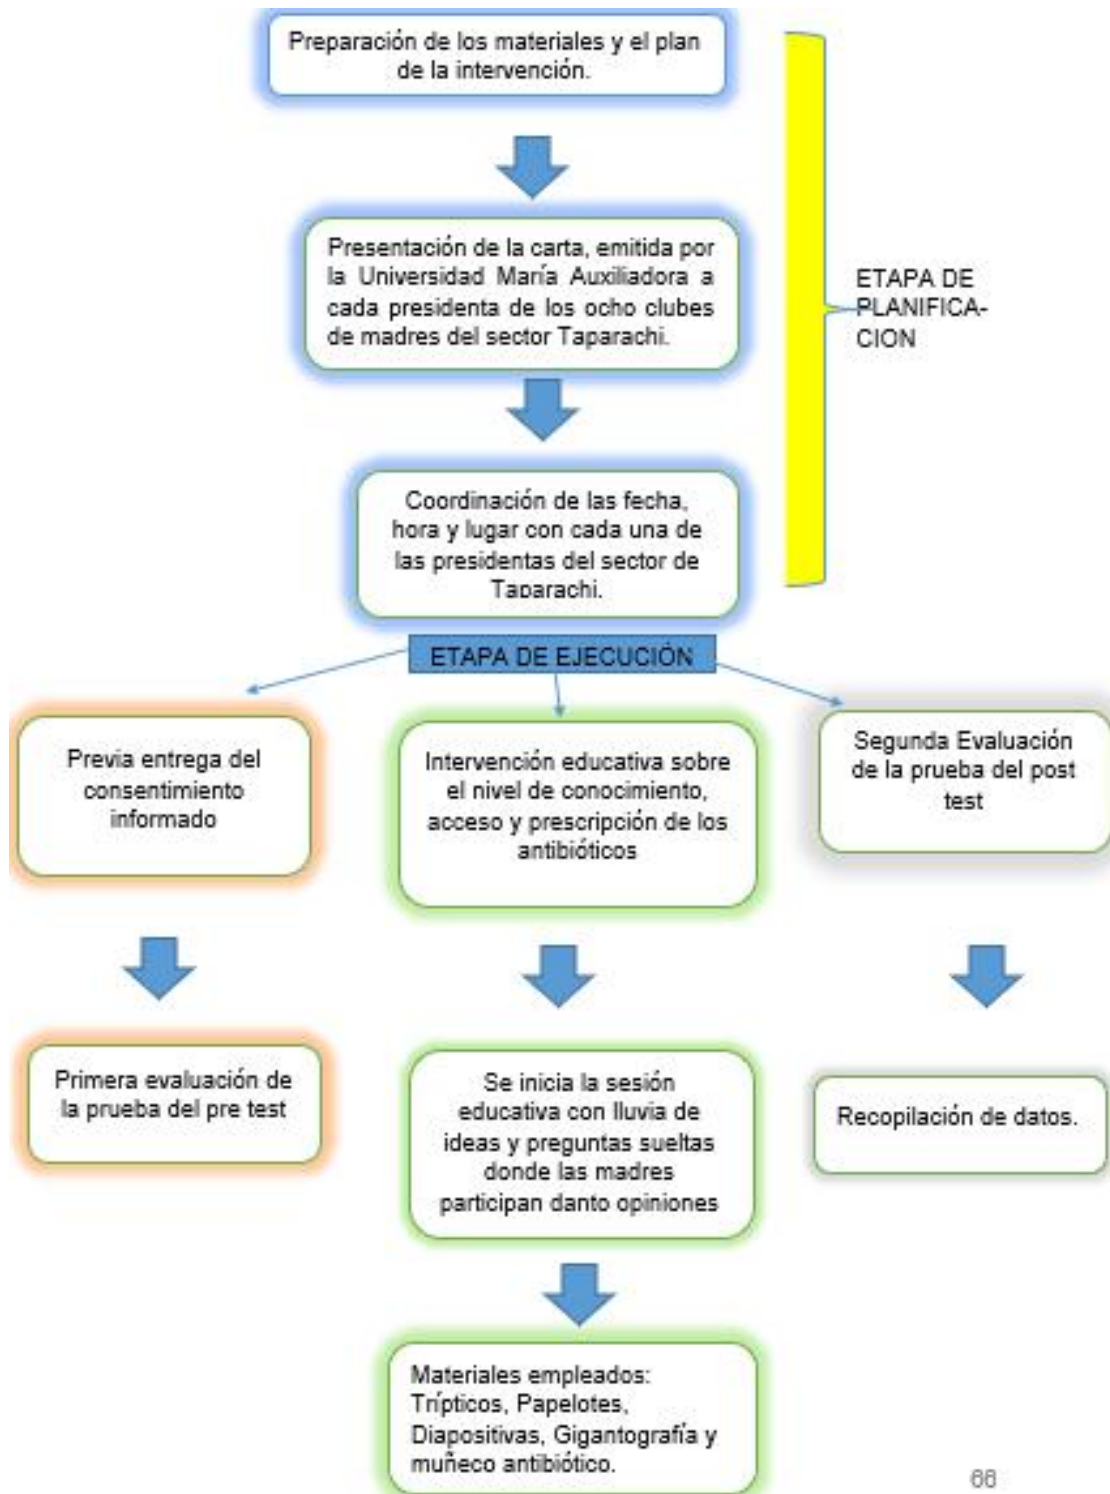 Preparación de los materiales y el plan
de la intervención.
Presentación de la carta, emitida por
la Universidad María Auxiliadora a
cada presidenta de los ocho clubes
de madres del sector Taparachi.
ETAPA DE
PLANIFICA-
CION
Coordinación de las fecha,
hora y lugar con cada una de
las presidentas del sector de
Taparachi.
ETAPA DE EJECUCIÓN
Previa entrega del
consentimiento
informado
Primera evaluación de
la prueba del pre test
Intervención educativa sobre
el nivel de conocimiento,
acceso y prescripción de los
antibióticos
Se inicia la sesión
educativa con lluvia de
ideas y preguntas sueltas
donde las madres
participan danto opiniones
Materiales empleados:
Trípticos, Papelotes,
Diapositivas, Gigantografía y
muñeco antibiótico.
Segunda Evaluación
de la prueba del post
test
Recopilación de datos.
66